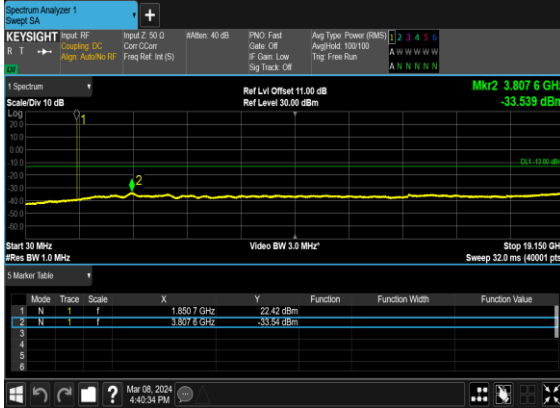 Spectrum Analyzer 1
Swept SA
+
KEYSIGHT Input: RF Input Z: 50 Ω #Atten: 40 dB PNO: Fast Avg Type: Power (RMS) 1 2 3 4 5 6
R T Coupling: DC Corr CCorr Gate: Off Avg|Hold: 100/100 A W W W W W
Align: Auto/No RF Freq Ref: Int (S) IF Gain: Low Trig: Free Run
Sig Track: Off A N N N N N
1 Spectrum
Mkr2 3.807 6 GHz
Ref Lvl Offset 11.00 dB
Scale/Div 10 dB Ref Level 30.00 dBm -33.539 dBm
Log
20.0
10.0
0.00
-10.0
-20.0
-30.0
-40.0
-50.0
-60.0
1
2
DL1 -13.00 dBm
Start 30 MHz Video BW 3.0 MHz* Stop 19.150 GH
#Res BW 1.0 MHz Sweep 32.0 ms (40001 pts
5 Marker Table
Mode Trace Scale X Y Function Function Width Function Value
1 N 1 f 1.850 7 GHz 22.42 dBm
2 N 1 f 3.807 6 GHz -33.54 dBm
3
4
5
6
?
Mar 08, 2024
4:40:34 PM